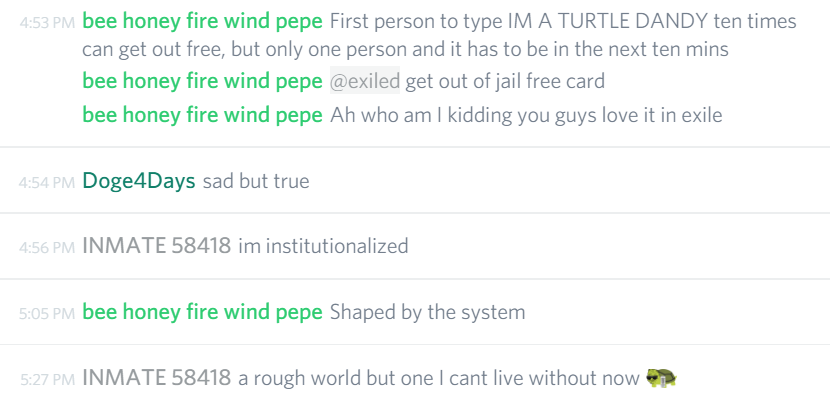 4:53 PM bee honey fire wind pepe First person to type IM A TURTLE DANDY ten times
can get out free, but only one person and it has to be in the next ten mins
bee honey fire wind pepe @exiled get out of jail free card
bee honey fire wind pepe Ah who am I kidding you guys love it in exile
4:54 PM Doge4Days sad but true
4:56 PM INMATE 58418 im institutionalized
5:05 PM bee honey fire wind pepe Shaped by the system
5:27 PM INMATE 58418 a rough world but one I cant live without now